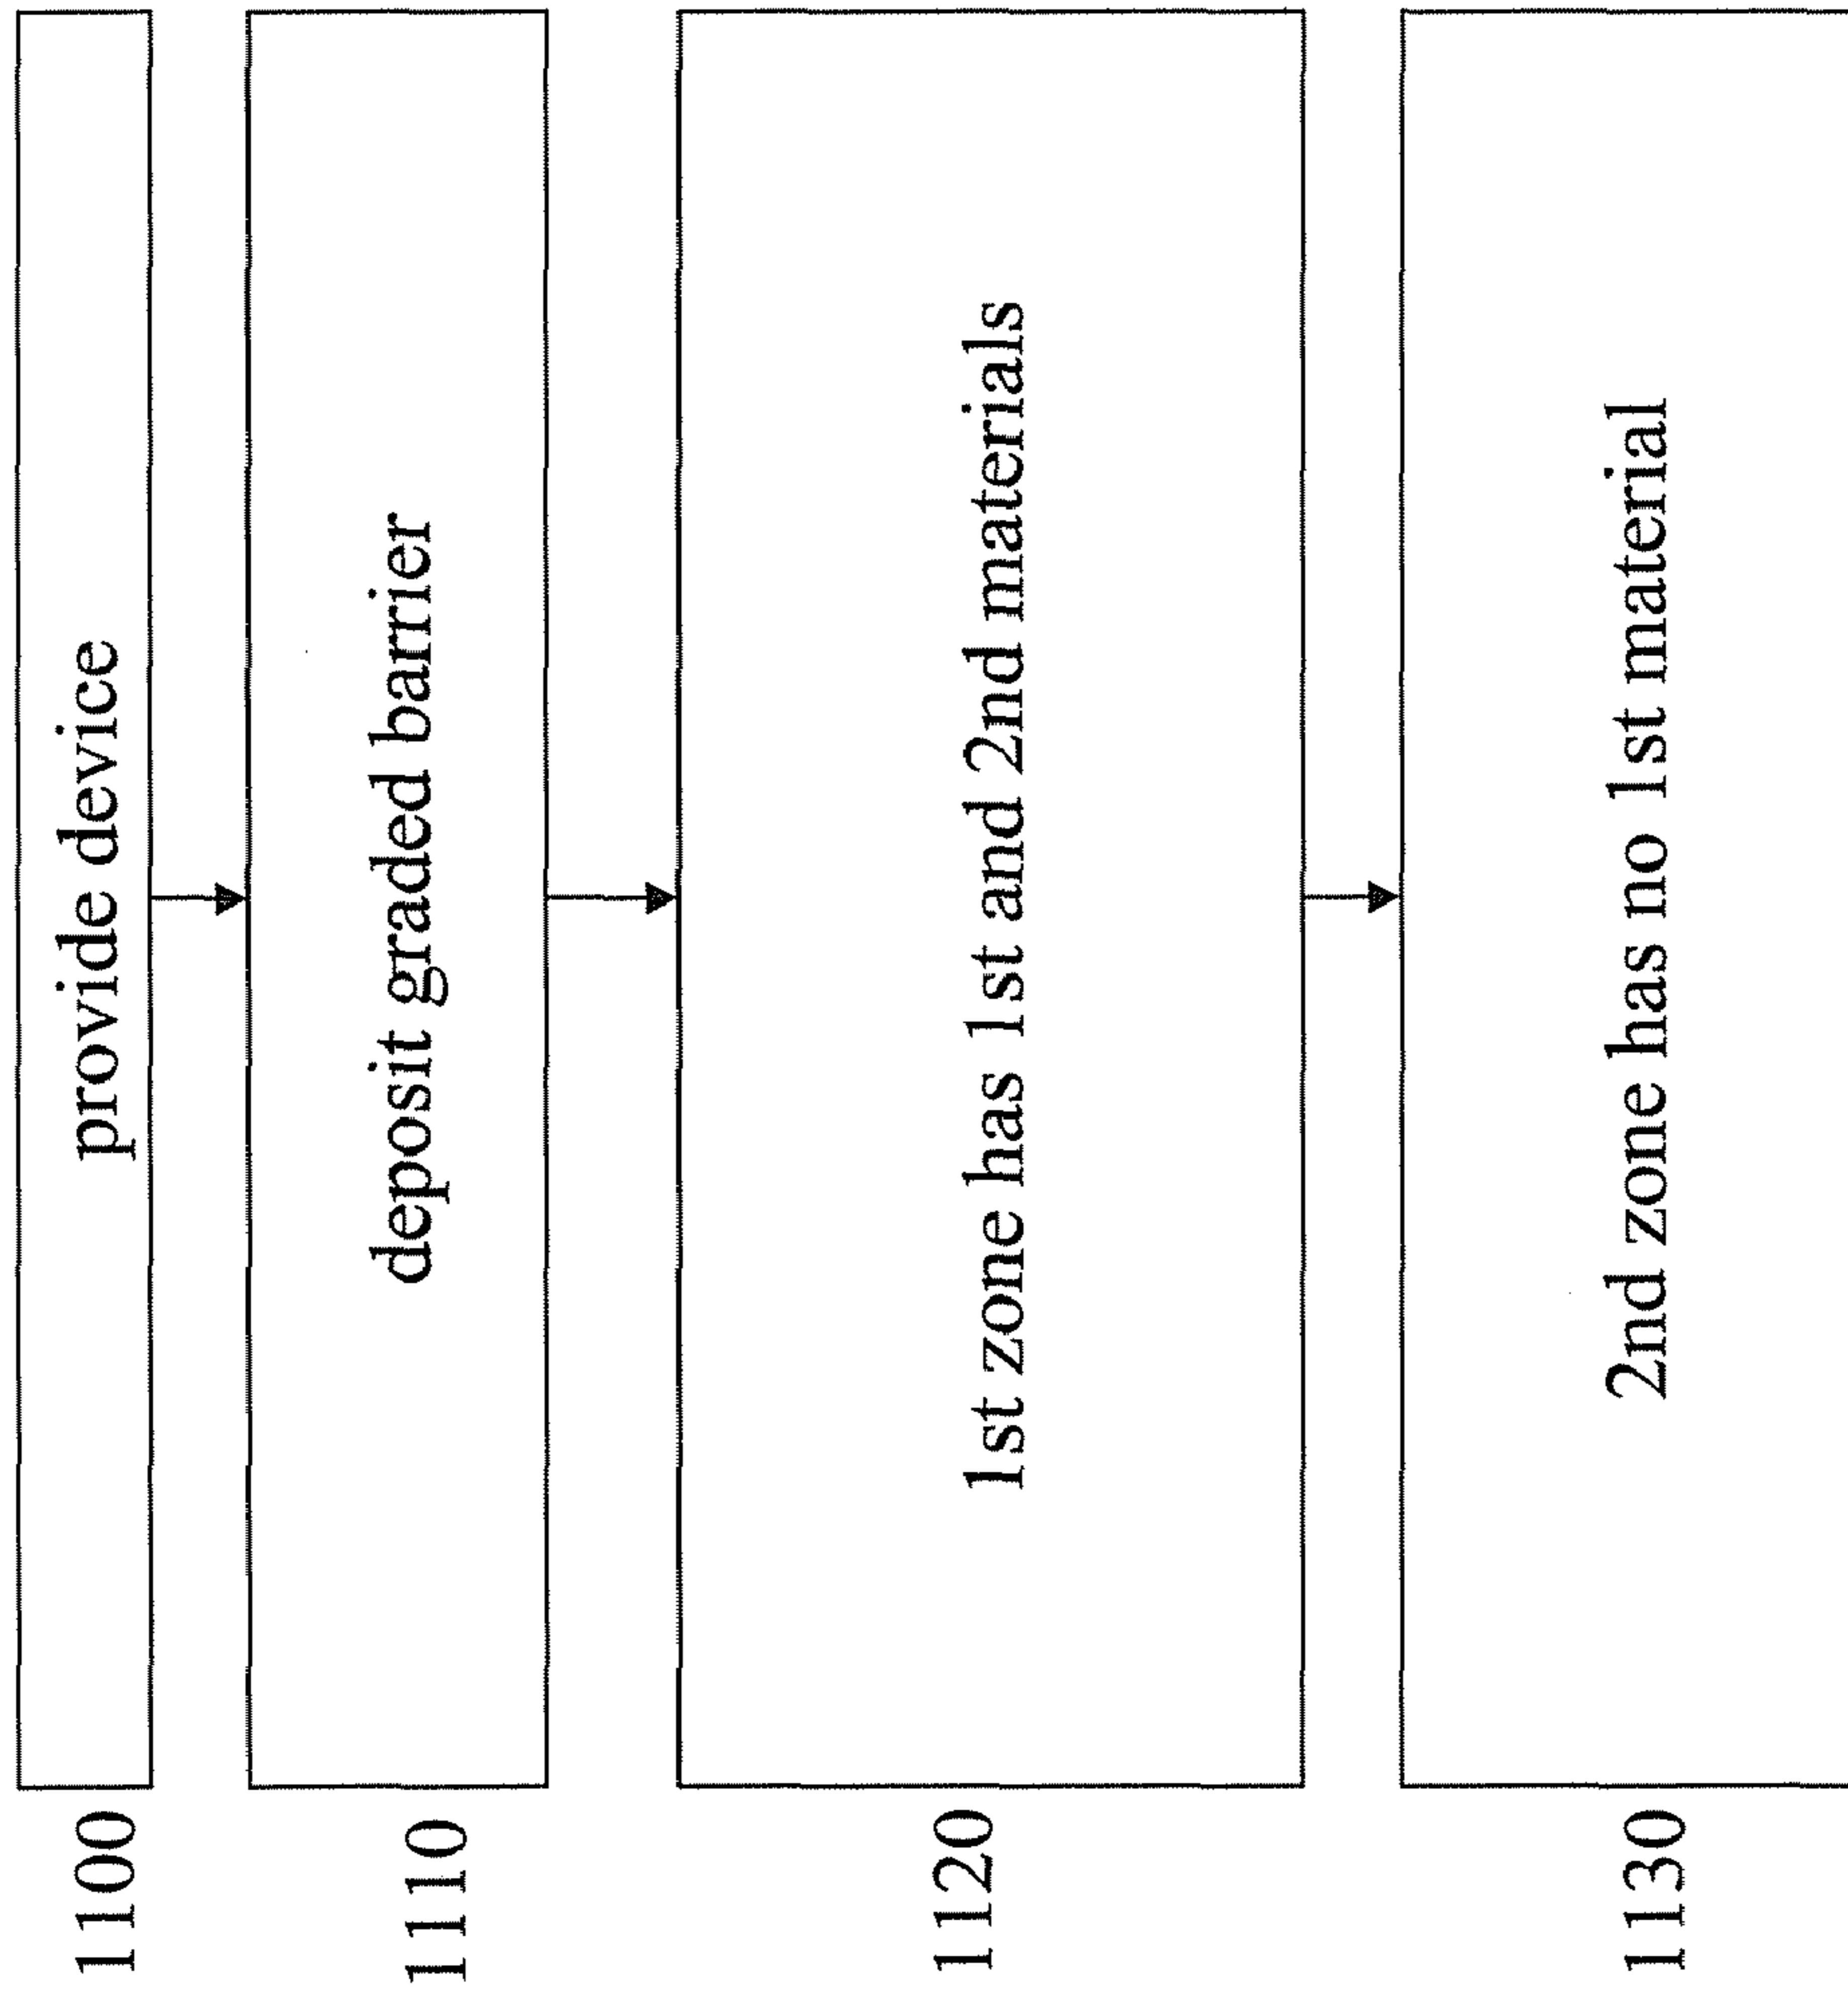 1100
provide device
1110
deposit graded barrier
1120
1st zone has 1st and 2nd materials
1130
2nd zone has no 1st material